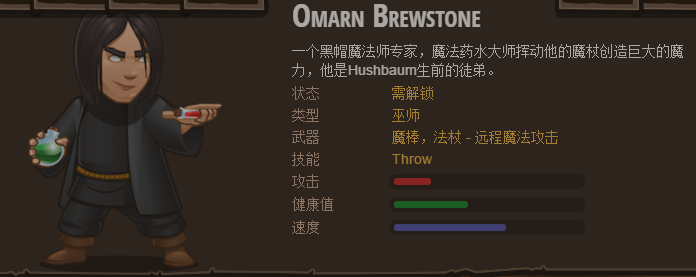 Omarn Brewstone
一个黑帽魔法师专家，魔法药水大师挥动他的魔杖创造巨大的魔
力，他是Hushbaum生前的徒弟。
状态 需解锁
类型 巫师
武器 魔棒，法杖 - 远程魔法攻击
技能 Throw
攻击
健康值
速度